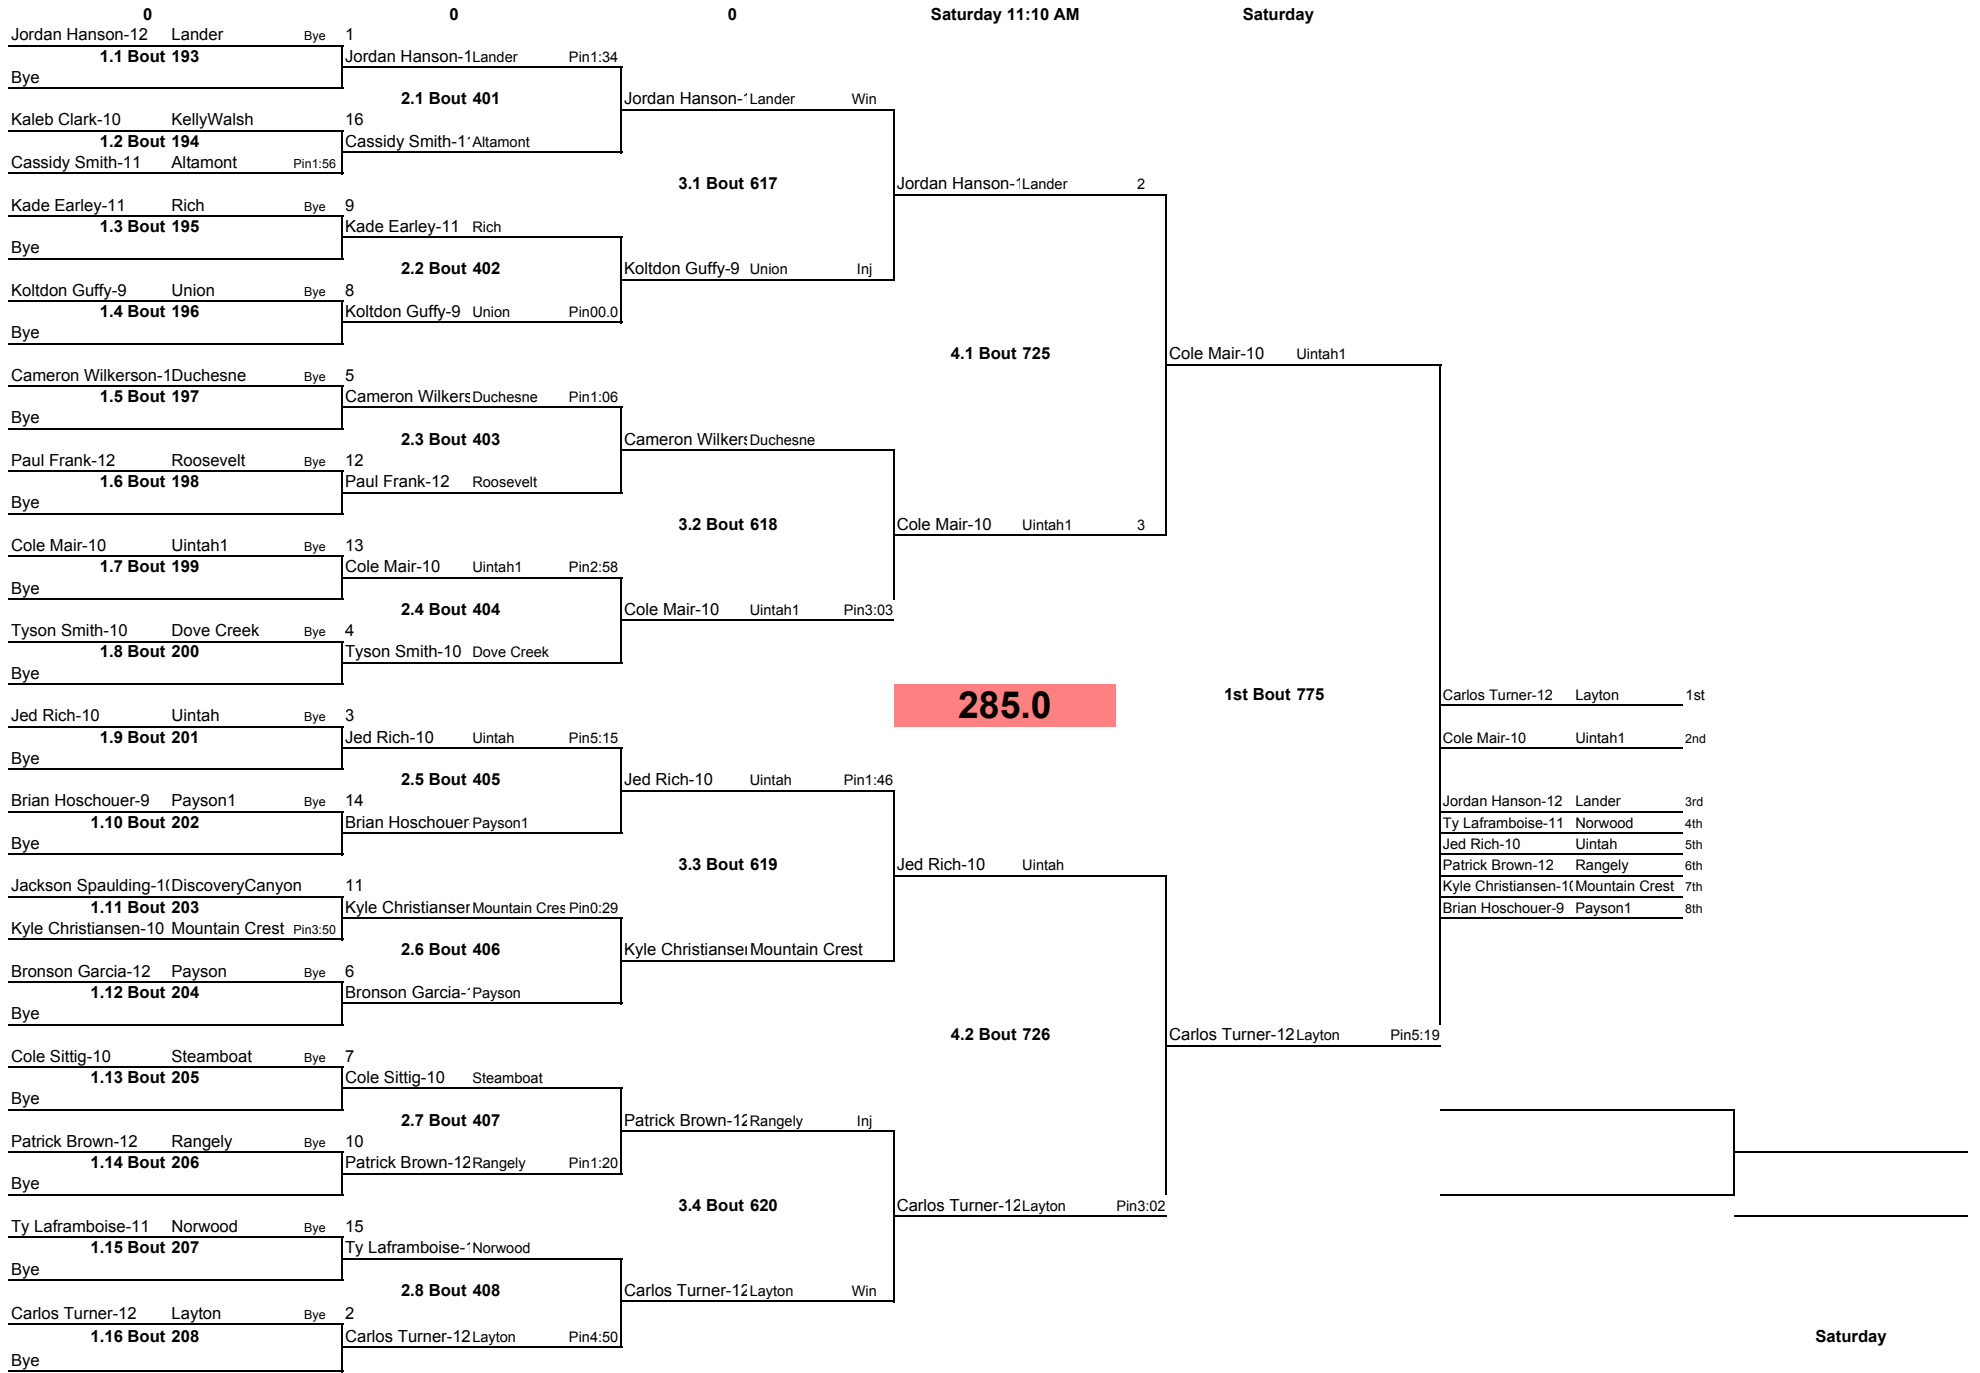 0 0 0 Saturday 11:10 AM Saturday
Jordan Hanson-12 Lander Bye 1
1.1 Bout 193
Jordan Hanson-1 Lander Pin1:34
Bye
2.1 Bout 401
Jordan Hanson- Lander Win
Kaleb Clark-10 KellyWalsh 16
1.2 Bout 194
Cassidy Smith-1 Altamont
Cassidy Smith-11 Altamont Pin1:56
3.1 Bout 617
Jordan Hanson- Lander 2
Kade Earley-11 Rich Bye 9
1.3 Bout 195
Kade Earley-11 Rich
Bye
2.2 Bout 402
Koltdon Guffy-9 Union Inj
Koltdon Guffy-9 Union Bye 8
1.4 Bout 196
Koltdon Guffy-9 Union Pin00.0
Bye
4.1 Bout 725
Cole Mair-10 Uintah1
Cameron Wilkerson-1 Duchesne Bye 5
1.5 Bout 197
Cameron Wilkers Duchesne Pin1:06
Bye
2.3 Bout 403
Cameron Wilkers Duchesne
Paul Frank-12 Roosevelt Bye 12
1.6 Bout 198
Paul Frank-12 Roosevelt
Bye
3.2 Bout 618
Cole Mair-10 Uintah1 3
Cole Mair-10 Uintah1 Bye 13
1.7 Bout 199
Cole Mair-10 Uintah1 Pin2:58
Bye
2.4 Bout 404
Cole Mair-10 Uintah1 Pin3:03
Tyson Smith-10 Dove Creek Bye 4
1.8 Bout 200
Tyson Smith-10 Dove Creek
Bye
285.0
1st Bout 775
Carlos Turner-12 Layton 1st
Cole Mair-10 Uintah1 2nd
Jed Rich-10 Uintah Bye 3
1.9 Bout 201
Jed Rich-10 Uintah Pin5:15
Bye
2.5 Bout 405
Jed Rich-10 Uintah Pin1:46
Brian Hoschouer-9 Payson1 Bye 14
1.10 Bout 202
Brian Hoschouer Payson1
Bye
Jordan Hanson-12 Lander 3rd
Ty Laframboise-11 Norwood 4th
Jed Rich-10 Uintah 5th
Patrick Brown-12 Rangely 6th
Kyle Christiansen-1 Mountain Crest 7th
Brian Hoschouer-9 Payson1 8th
3.3 Bout 619
Jed Rich-10 Uintah
Jackson Spaulding-1 DiscoveryCanyon 11
1.11 Bout 203
Kyle Christianser Mountain Cres Pin0:29
Kyle Christiansen-10 Mountain Crest Pin3:50
2.6 Bout 406
Kyle Christianse Mountain Crest
Bronson Garcia-12 Payson Bye 6
1.12 Bout 204
Bronson Garcia- Payson
Bye
4.2 Bout 726
Carlos Turner-12 Layton Pin5:19
Cole Sittig-10 Steamboat Bye 7
1.13 Bout 205
Cole Sittig-10 Steamboat
Bye
2.7 Bout 407
Patrick Brown-12 Rangely Inj
Patrick Brown-12 Rangely Bye 10
1.14 Bout 206
Patrick Brown-12 Rangely Pin1:20
Bye
3.4 Bout 620
Carlos Turner-12 Layton Pin3:02
Ty Laframboise-11 Norwood Bye 15
1.15 Bout 207
Ty Laframboise- Norwood
Bye
2.8 Bout 408
Carlos Turner-12 Layton Win
Carlos Turner-12 Layton Bye 2
1.16 Bout 208
Carlos Turner-12 Layton Pin4:50
Bye
Saturday